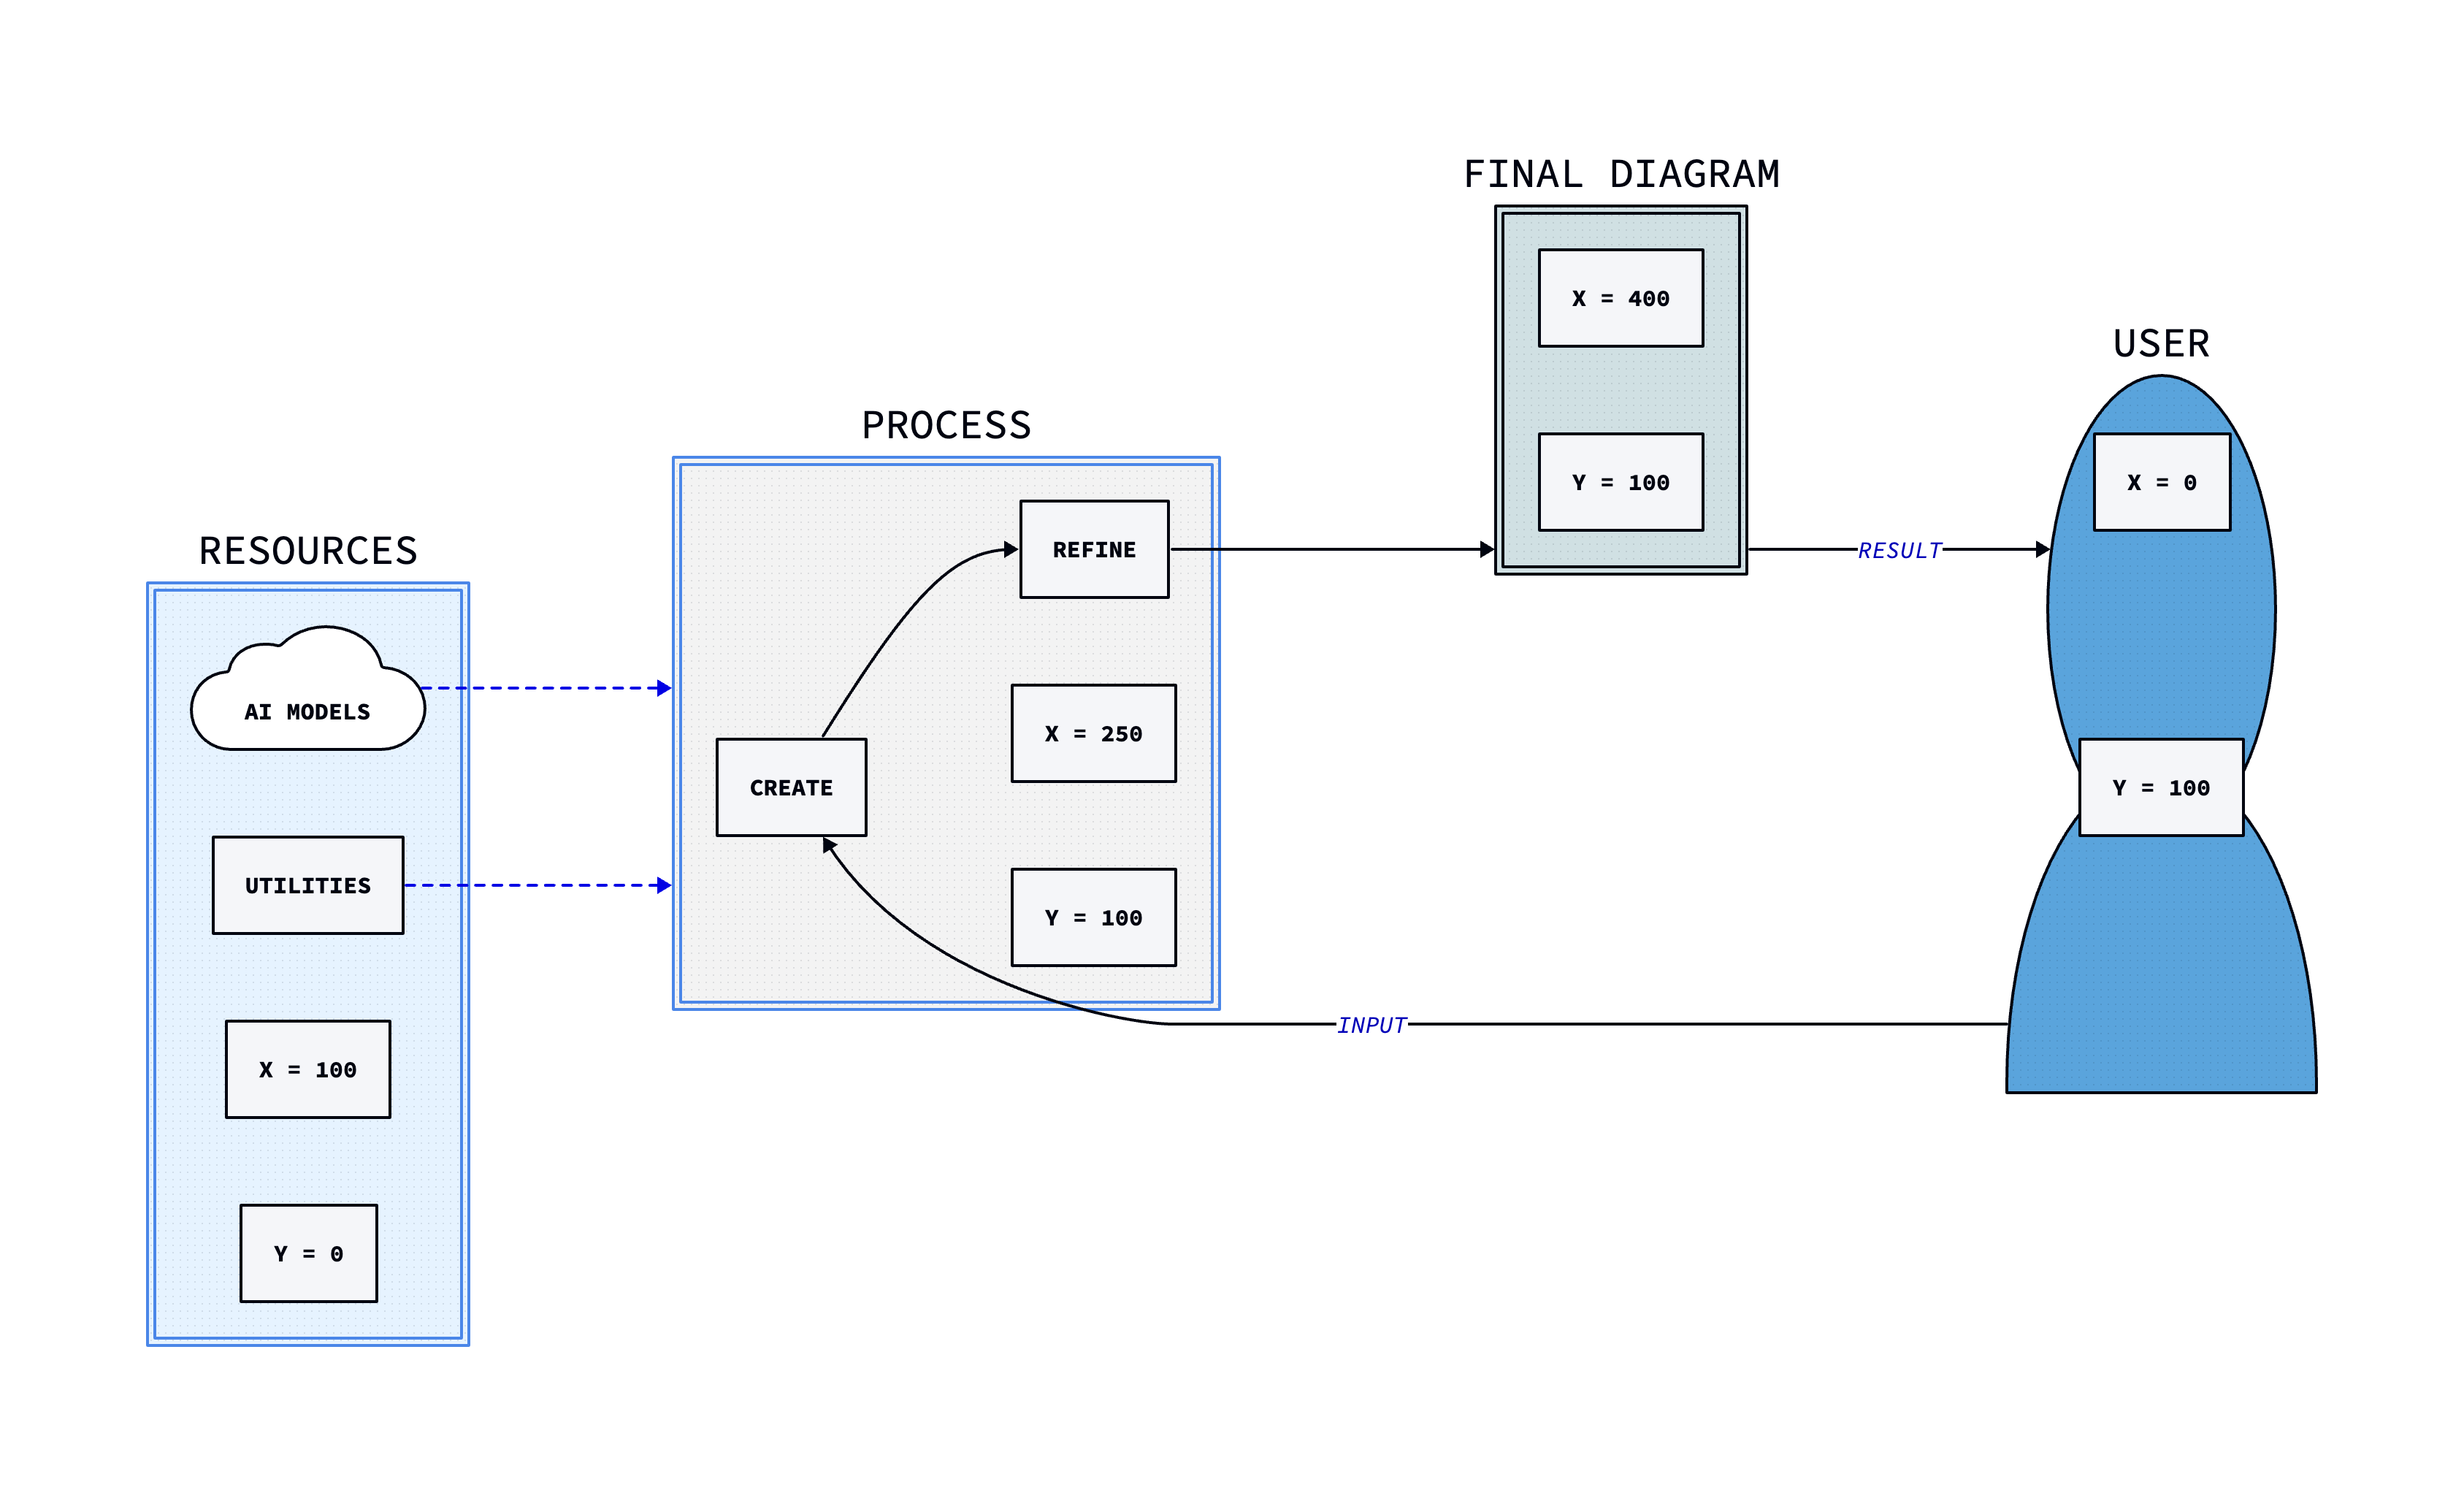 RESOURCES
AI MODELS
UTILITIES
X = 100
Y = 0
PROCESS
REFINE
CREATE
X = 250
Y = 100
INPUT
FINAL DIAGRAM
X = 400
Y = 100
RESULT
USER
X = 0
Y = 100